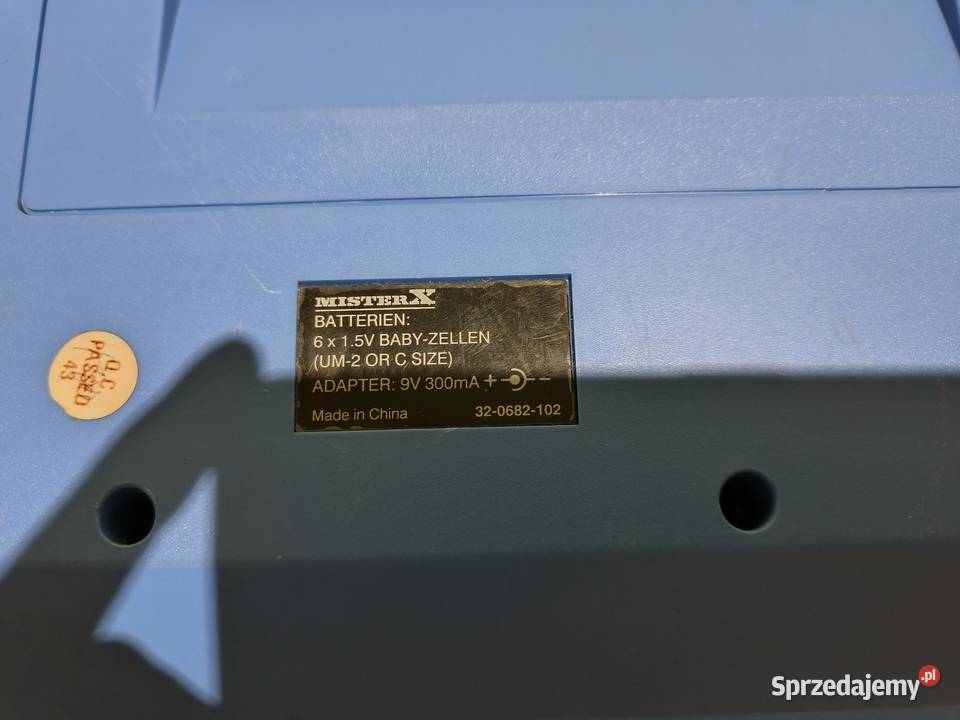 MISTER X
BATTERIEN:
6 x 1.5V BABY-ZELLEN
(UM-2 OR C SIZE)
ADAPTER: 9V 300mA + --
Made in China 32-0682-102
Q.C
PASSED
43
Sprzedajemy.pl